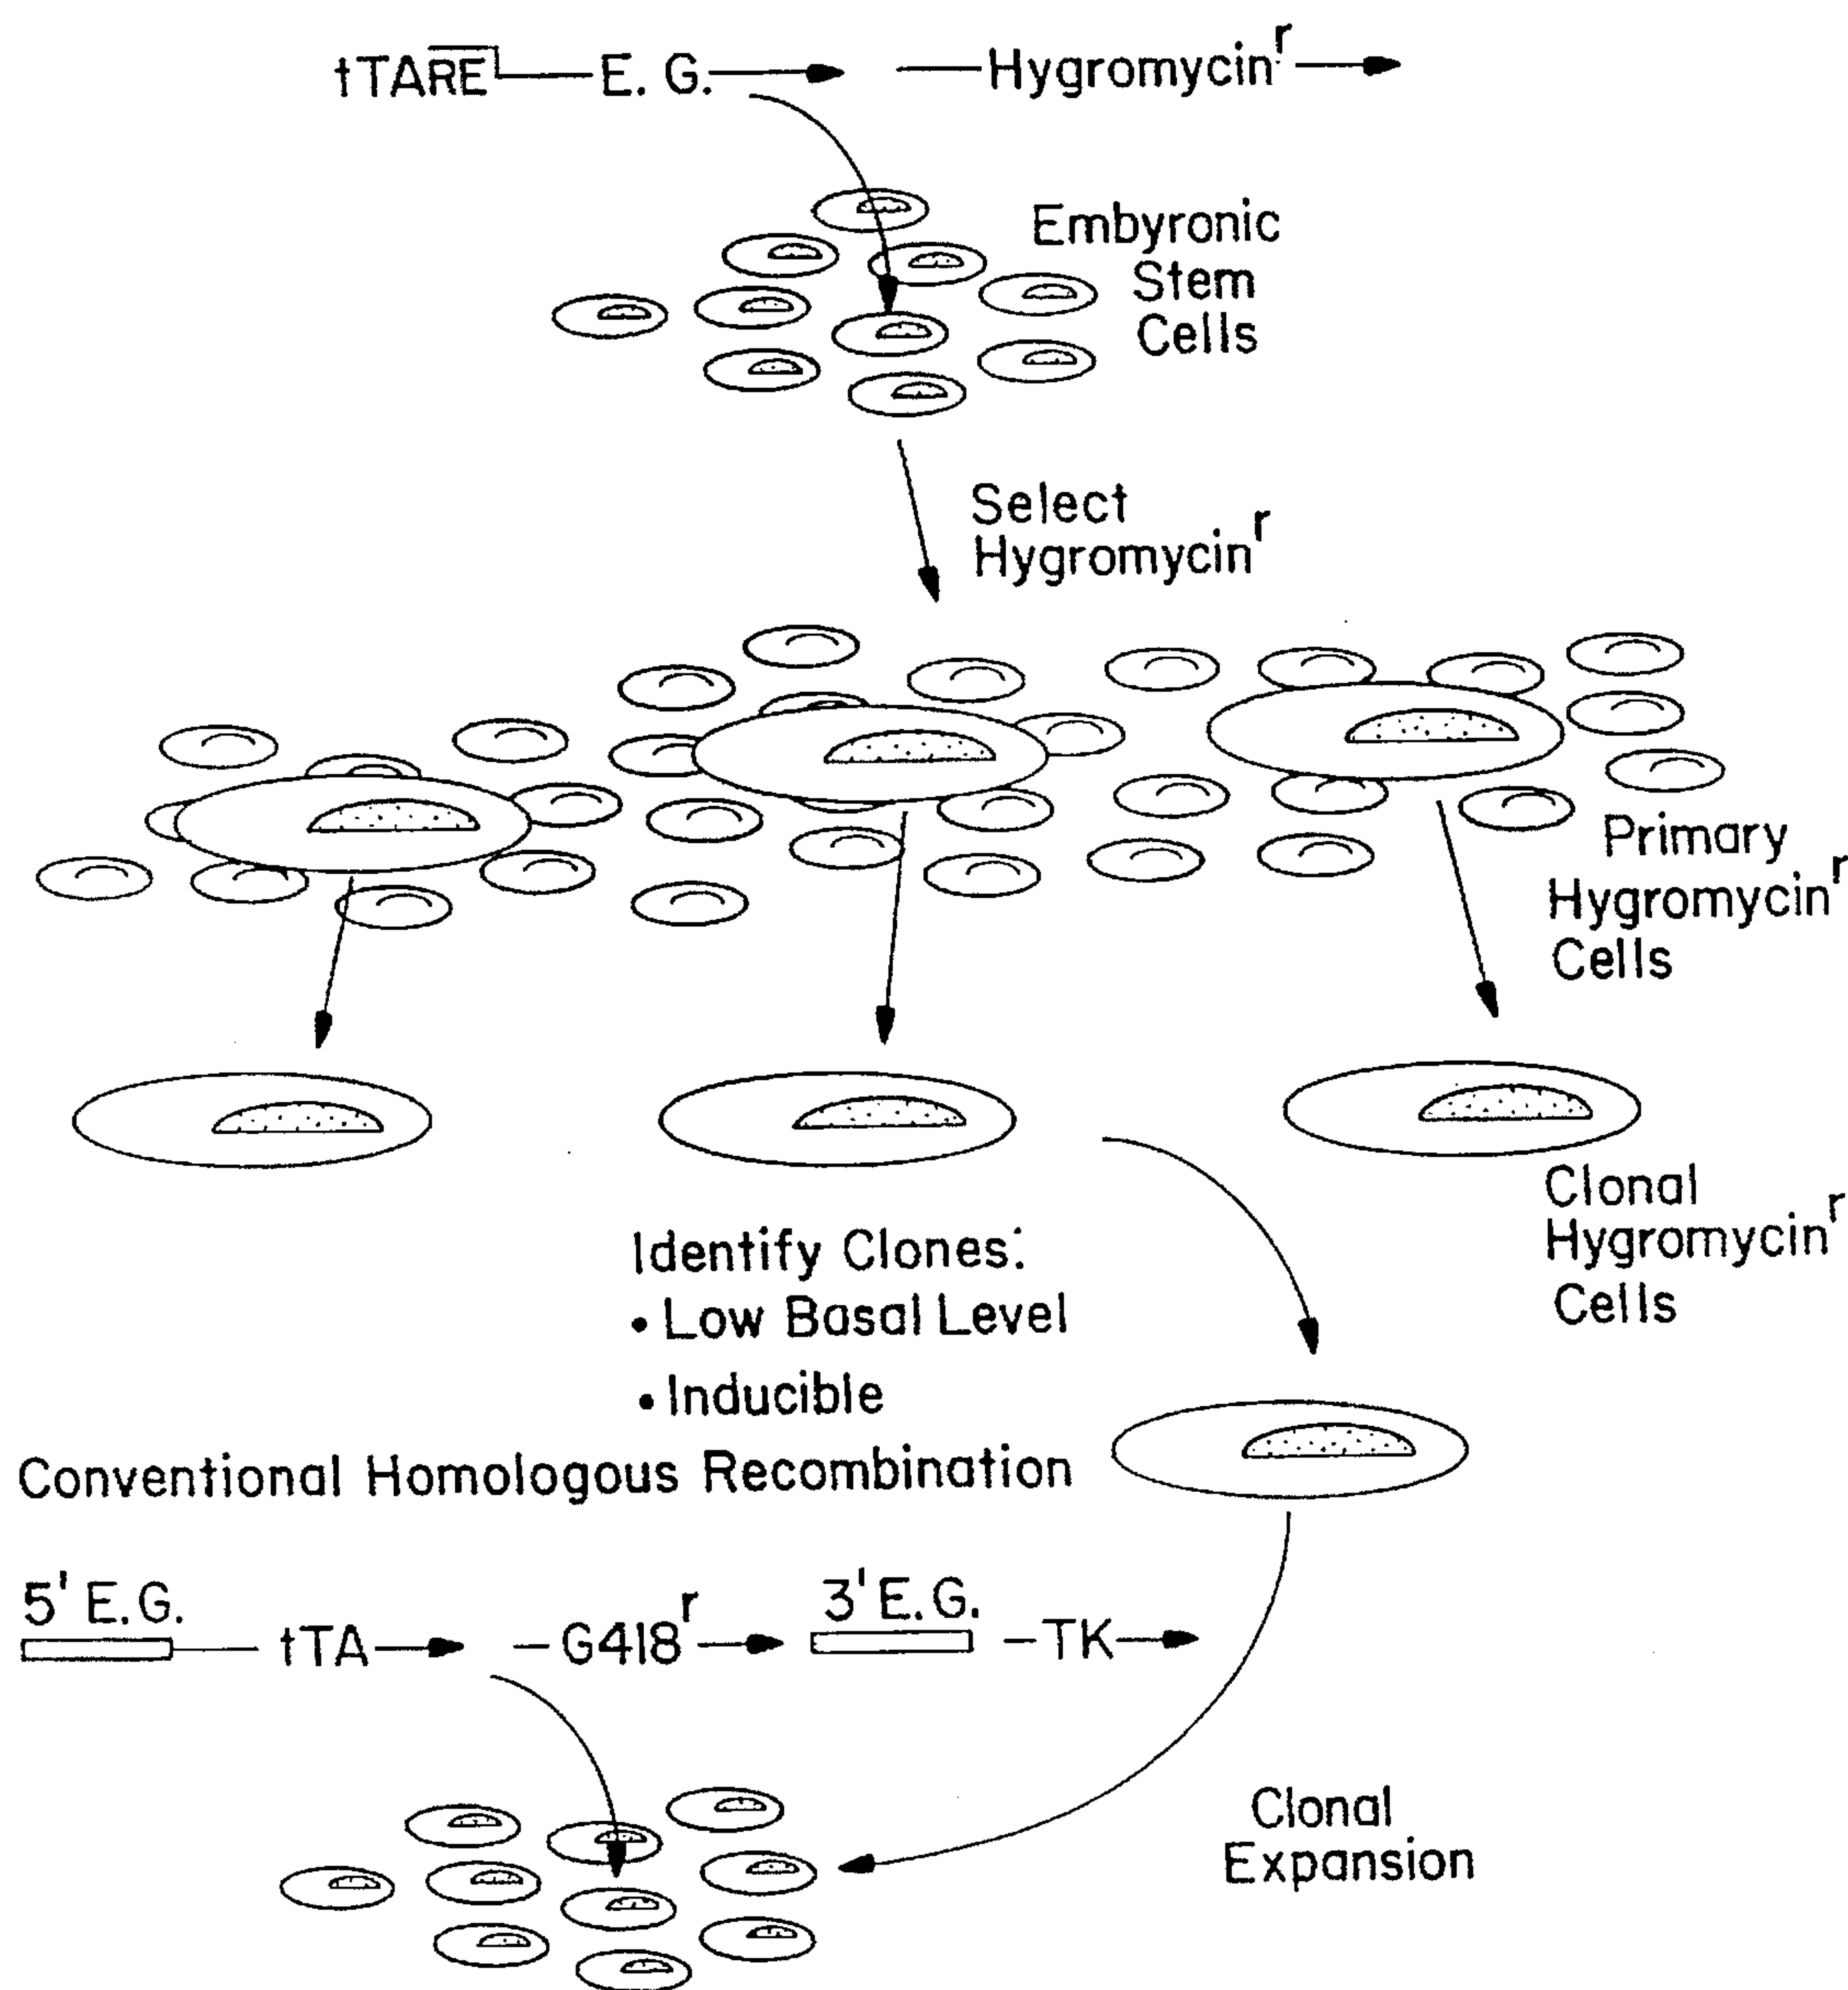 tTARE E. G. Hygromycin^r
Embyronic
Stem
Cells
Select
Hygromycin^r
Primary
Hygromycin^r
Cells
Clonal
Hygromycin^r
Cells
Identify Clones:
• Low Basal Level
• Inducible
Conventional Homologous Recombination
5' E.G. 3' E.G.
tTA G418^r TK
Clonal
Expansion